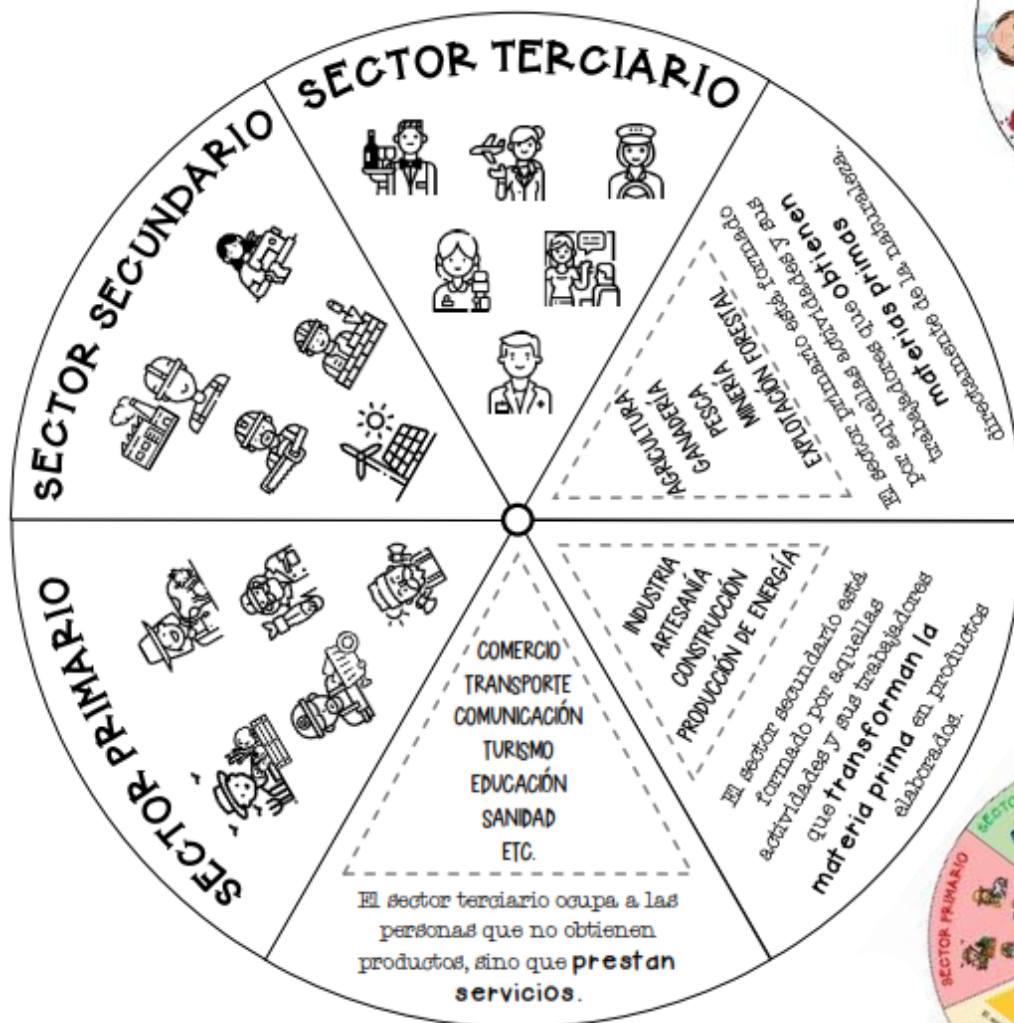 SECTOR TERCIARIO
SECTOR SECUNDARIO
SECTOR PRIMARIO
AGRICULTURA
GANADERÍA
PESCA
MINERÍA
EXPLOTACIÓN FORESTAL
El sector primario está formado
por aquellas actividades y sus
trabajadores que obtienen
materias primas
directamente de la naturaleza.
INDUSTRIA
ARTESANÍA
CONSTRUCCIÓN
PRODUCCIÓN DE ENERGÍA
El sector secundario está
formado por aquellas
actividades y sus trabajadores
que transforman la
materia prima en productos
elaborados.
COMERCIO
TRANSPORTE
COMUNICACIÓN
TURISMO
EDUCACIÓN
SANIDAD
ETC.
El sector terciario ocupa a las
personas que no obtienen
productos, sino que prestan
servicios.
SECTOR PRIMARIO